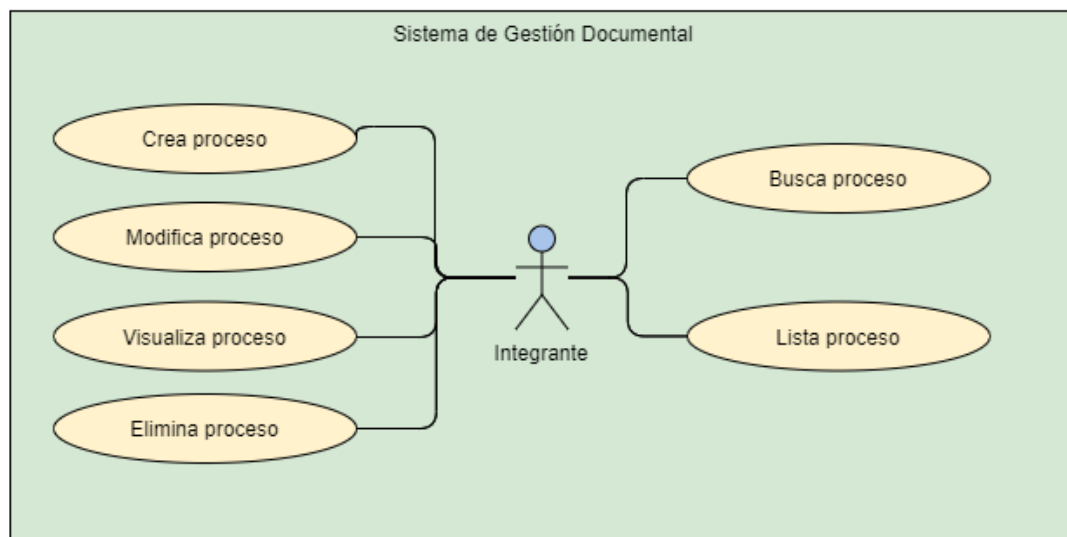 Sistema de Gestión Documental
Crea proceso
Modifica proceso
Visualiza proceso
Elimina proceso
Integrante
Busca proceso
Lista proceso